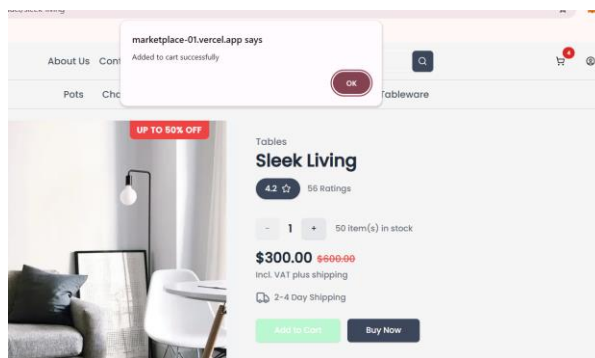 marketplace-01.vercel.app says
Added to cart successfully
OK
About Us
4
Pots
Tableware
UP TO 50% OFF
Tables
Sleek Living
4.2 56 Ratings
- 1 + 50 item(s) in stock
$300.00 $600.00
Incl. VAT plus shipping
2-4 Day Shipping
Add to Cart Buy Now